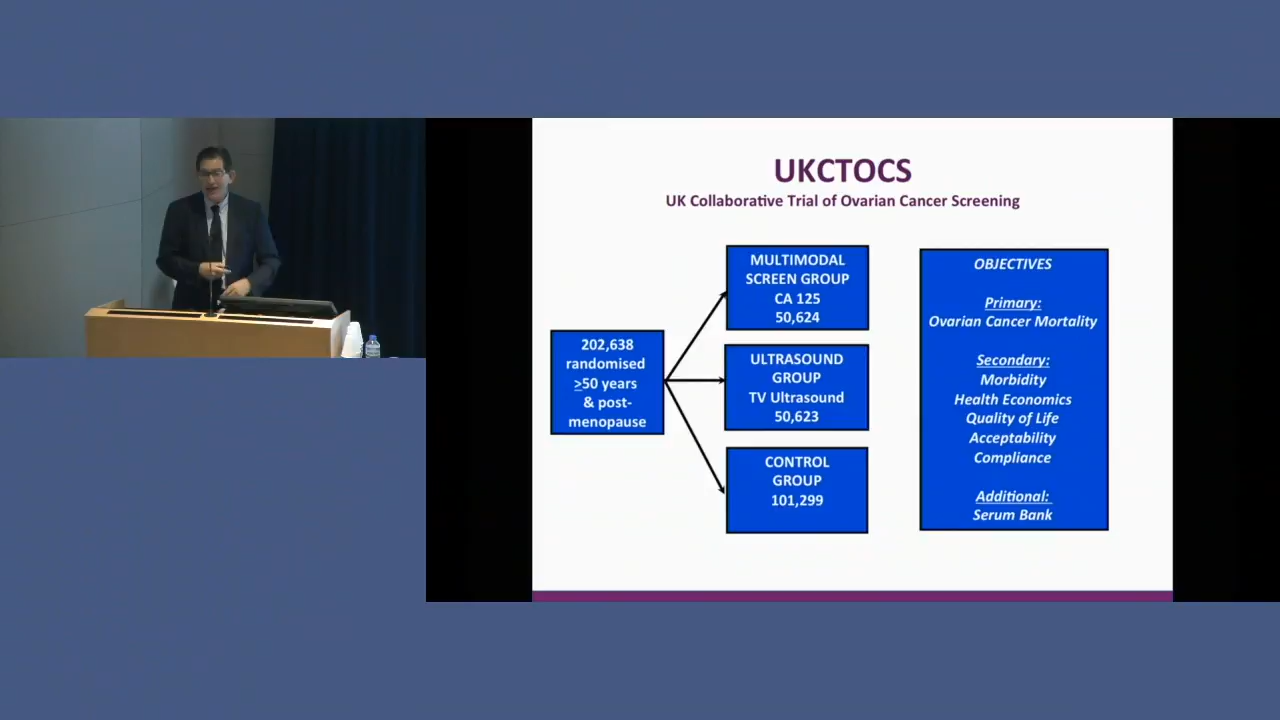 UKCTOCS
UK Collaborative Trial of Ovarian Cancer Screening
202,638
randomised
≥50 years
& post-
menopause
MULTIMODAL
SCREEN GROUP
CA 125
50,624
ULTRASOUND
GROUP
TV Ultrasound
50,623
CONTROL
GROUP
101,299
OBJECTIVES
Primary:
Ovarian Cancer Mortality
Secondary:
Morbidity
Health Economics
Quality of Life
Acceptability
Compliance
Additional:
Serum Bank